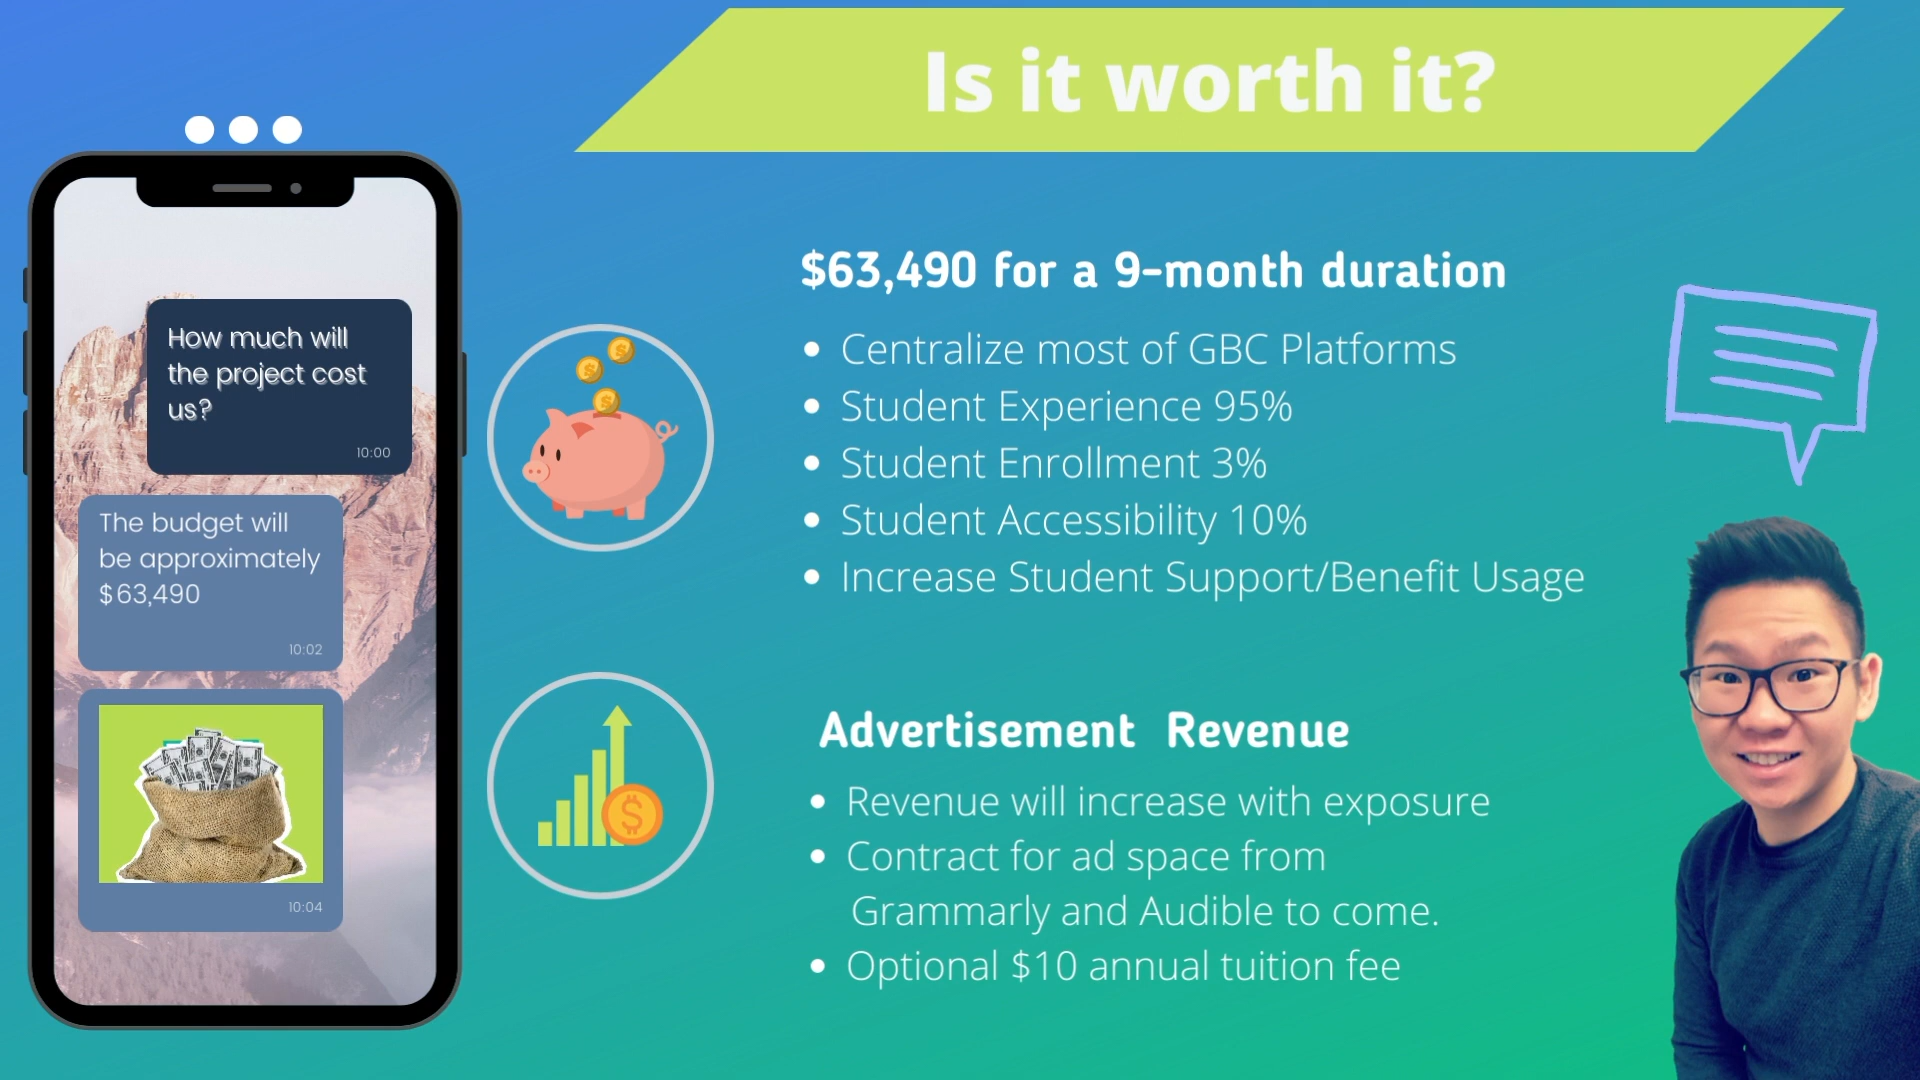 Is it worth it?
How much will
the project cost
us?
10:00
The budget will
be approximately
$63,490
10:02
10:04
$63,490 for a 9-month duration
• Centralize most of GBC Platforms
• Student Experience 95%
• Student Enrollment 3%
• Student Accessibility 10%
• Increase Student Support/Benefit Usage
Advertisement Revenue
• Revenue will increase with exposure
• Contract for ad space from
Grammarly and Audible to come.
• Optional $10 annual tuition fee